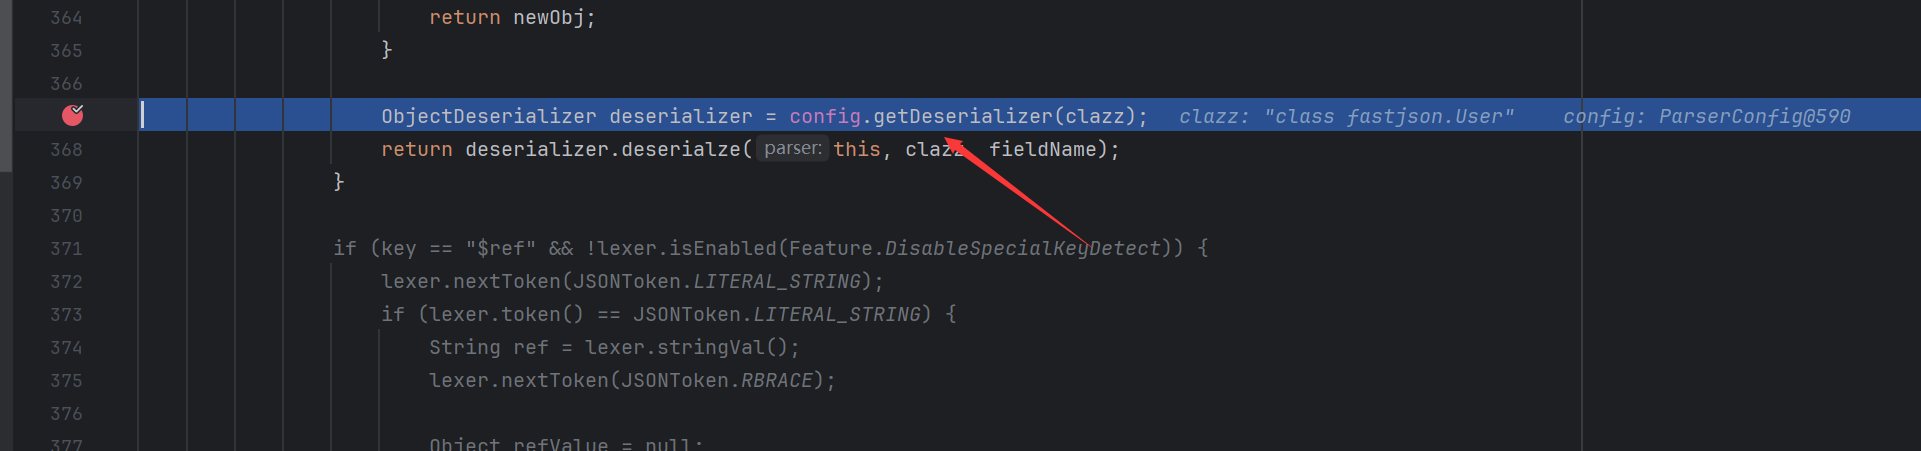 364 return newObj;
365 }
366
ObjectDeserializer deserializer = config.getDeserializer(clazz); clazz: "class fastjson.User" config: ParserConfig@590
368 return deserializer.deserialze( parser: this, clazz, fieldName);
369 }
370
371 if (key == "$ref" && !lexer.isEnabled(Feature.DisableSpecialKeyDetect)) {
372 lexer.nextToken(JSONToken.LITERAL_STRING);
373 if (lexer.token() == JSONToken.LITERAL_STRING) {
374 String ref = lexer.stringVal();
375 lexer.nextToken(JSONToken.RBRACE);
376
377 Object refValue = null;